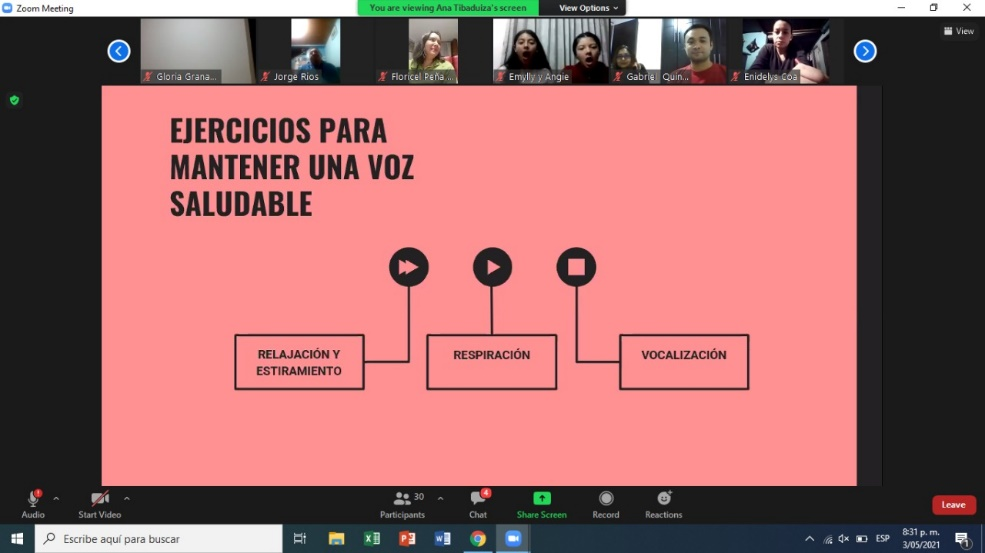 Zoom Meeting
You are viewing Ana Tibaduiza's screen
View Options
View
Gloria Grana...
Jorge Rios
Floricel Peña ...
Emylly y Angie
Gabriel Quin...
Enidelys Coa
EJERCICIOS PARA
MANTENER UNA VOZ
SALUDABLE
RELAJACIÓN Y
ESTIRAMIENTO
RESPIRACIÓN
VOCALIZACIÓN
Audio
Start Video
30
Participants
4
Chat
Share Screen
Record
Reactions
Leave
Escribe aquí para buscar
ESP
8:31 p. m.
3/05/2021
1